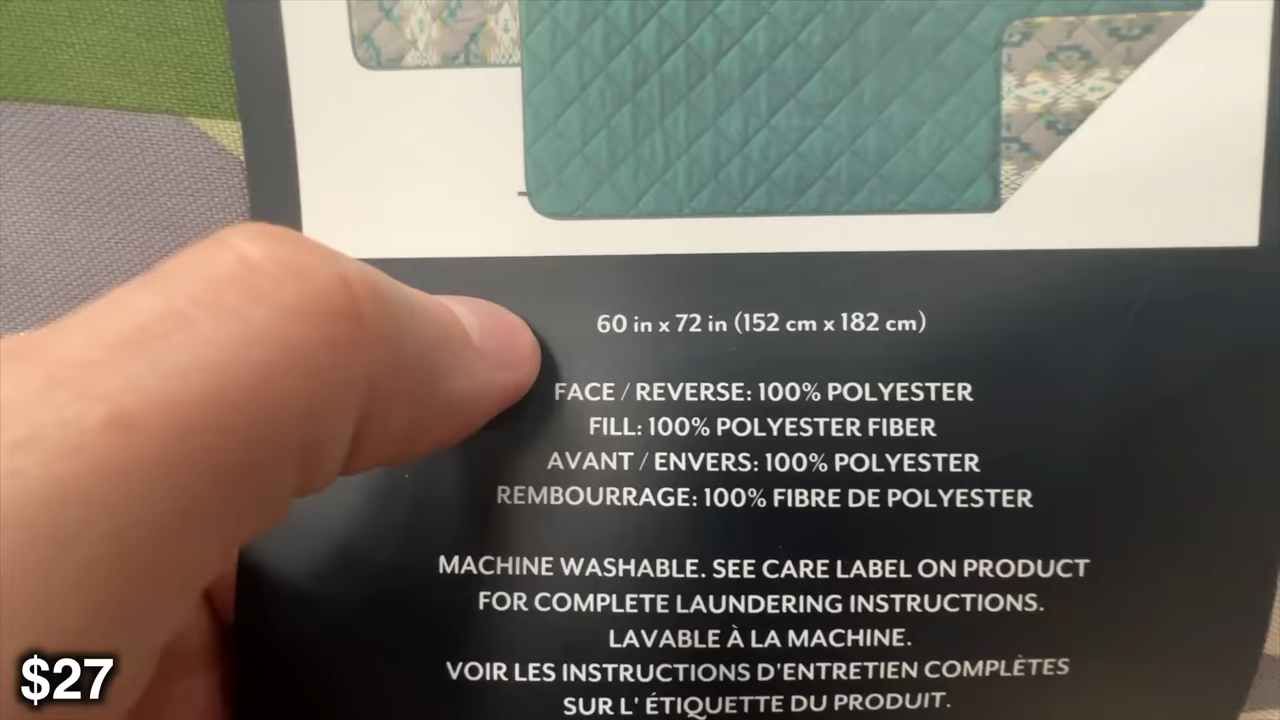 60 in x 72 in (152 cm x 182 cm)
FACE / REVERSE: 100% POLYESTER
FILL: 100% POLYESTER FIBER
AVANT / ENVERS: 100% POLYESTER
REMBOURRAGE: 100% FIBRE DE POLYESTER
MACHINE WASHABLE. SEE CARE LABEL ON PRODUCT
FOR COMPLETE LAUNDERING INSTRUCTIONS.
LAVABLE À LA MACHINE.
VOIR LES INSTRUCTIONS D'ENTRETIEN COMPLÈTES
SUR L' ÉTIQUETTE DU PRODUIT.
$27